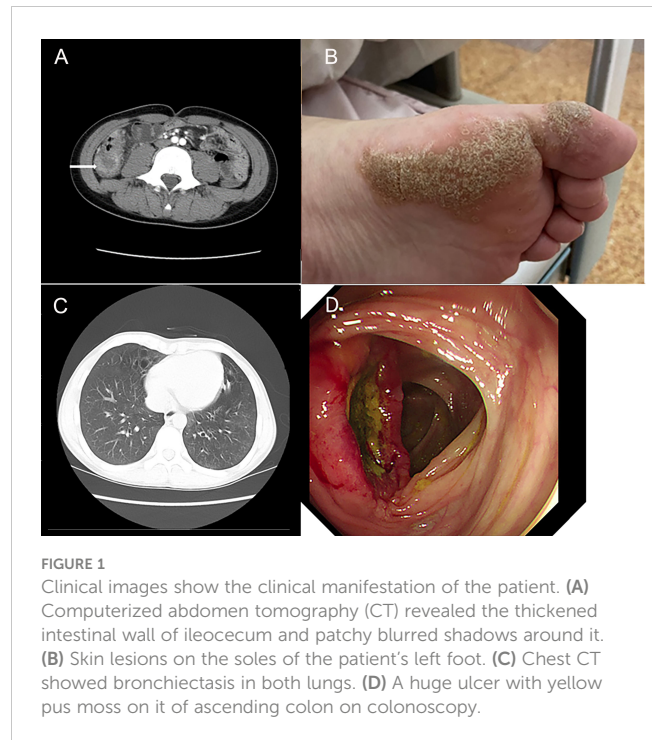 A
B
C
D
FIGURE 1
Clinical images show the clinical manifestation of the patient. (A)
Computerized abdomen tomography (CT) revealed the thickened
intestinal wall of ileocecum and patchy blurred shadows around it.
(B) Skin lesions on the soles of the patient's left foot. (C) Chest CT
showed bronchiectasis in both lungs. (D) A huge ulcer with yellow
pus moss on it of ascending colon on colonoscopy.